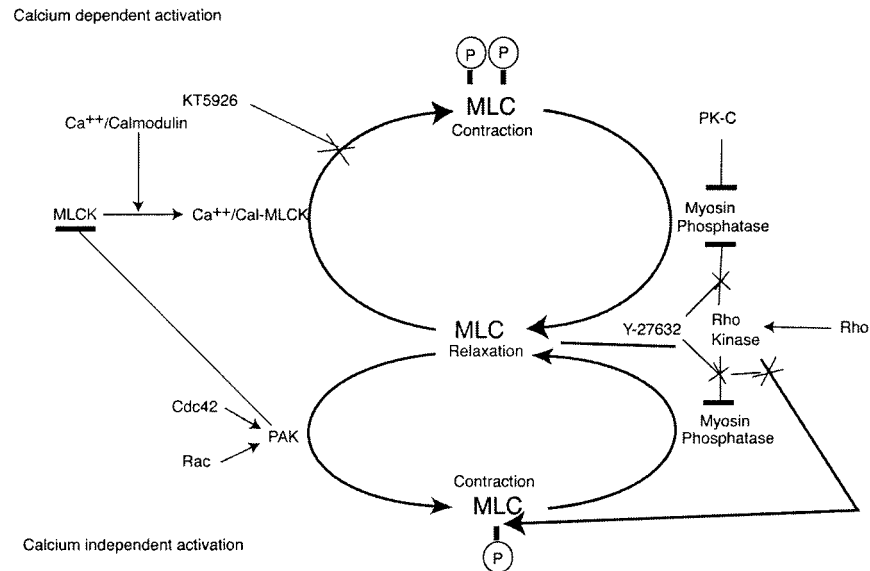 Calcium dependent activation
P P
KT5926
MLC
Contraction
Ca++/Calmodulin
PK-C
MLCK
Ca++/Cal-MLCK
Myosin
Phosphatase
MLC
Relaxation
Y-27632
Rho
Kinase
Rho
Cdc42
PAK
Rac
Myosin
Phosphatase
Contraction
MLC
P
Calcium independent activation